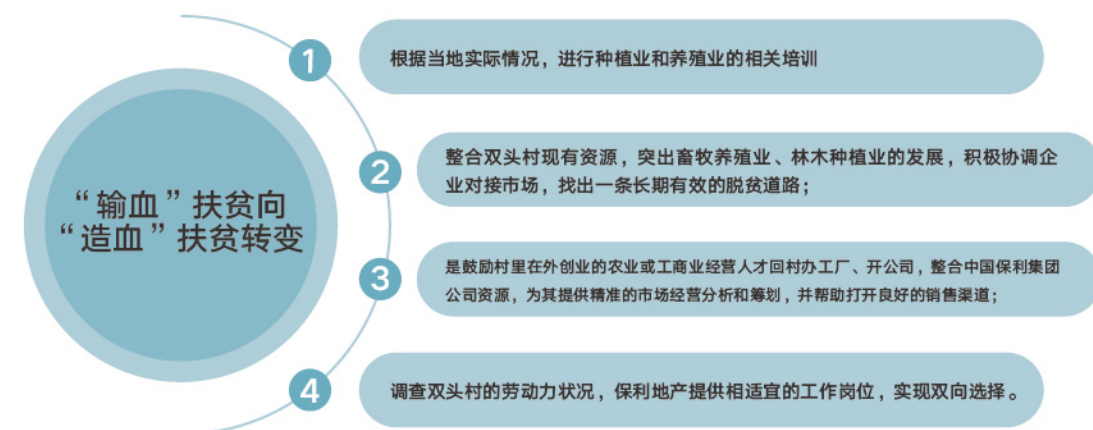 “输血”扶贫向
“造血”扶贫转变
1
根据当地实际情况，进行种植业和养殖业的相关培训
2
整合双头村现有资源，突出畜牧养殖业、林木种植业的发展，积极协调企
业对接市场，找出一条长期有效的脱贫道路；
3
是鼓励村里在外创业的农业或工商业经营人才回村办工厂、开公司，整合中国保利集团
公司资源，为其提供精准的市场经营分析和筹划，并帮助打开良好的销售渠道；
4
调查双头村的劳动力状况，保利地产提供相适宜的工作岗位，实现双向选择。